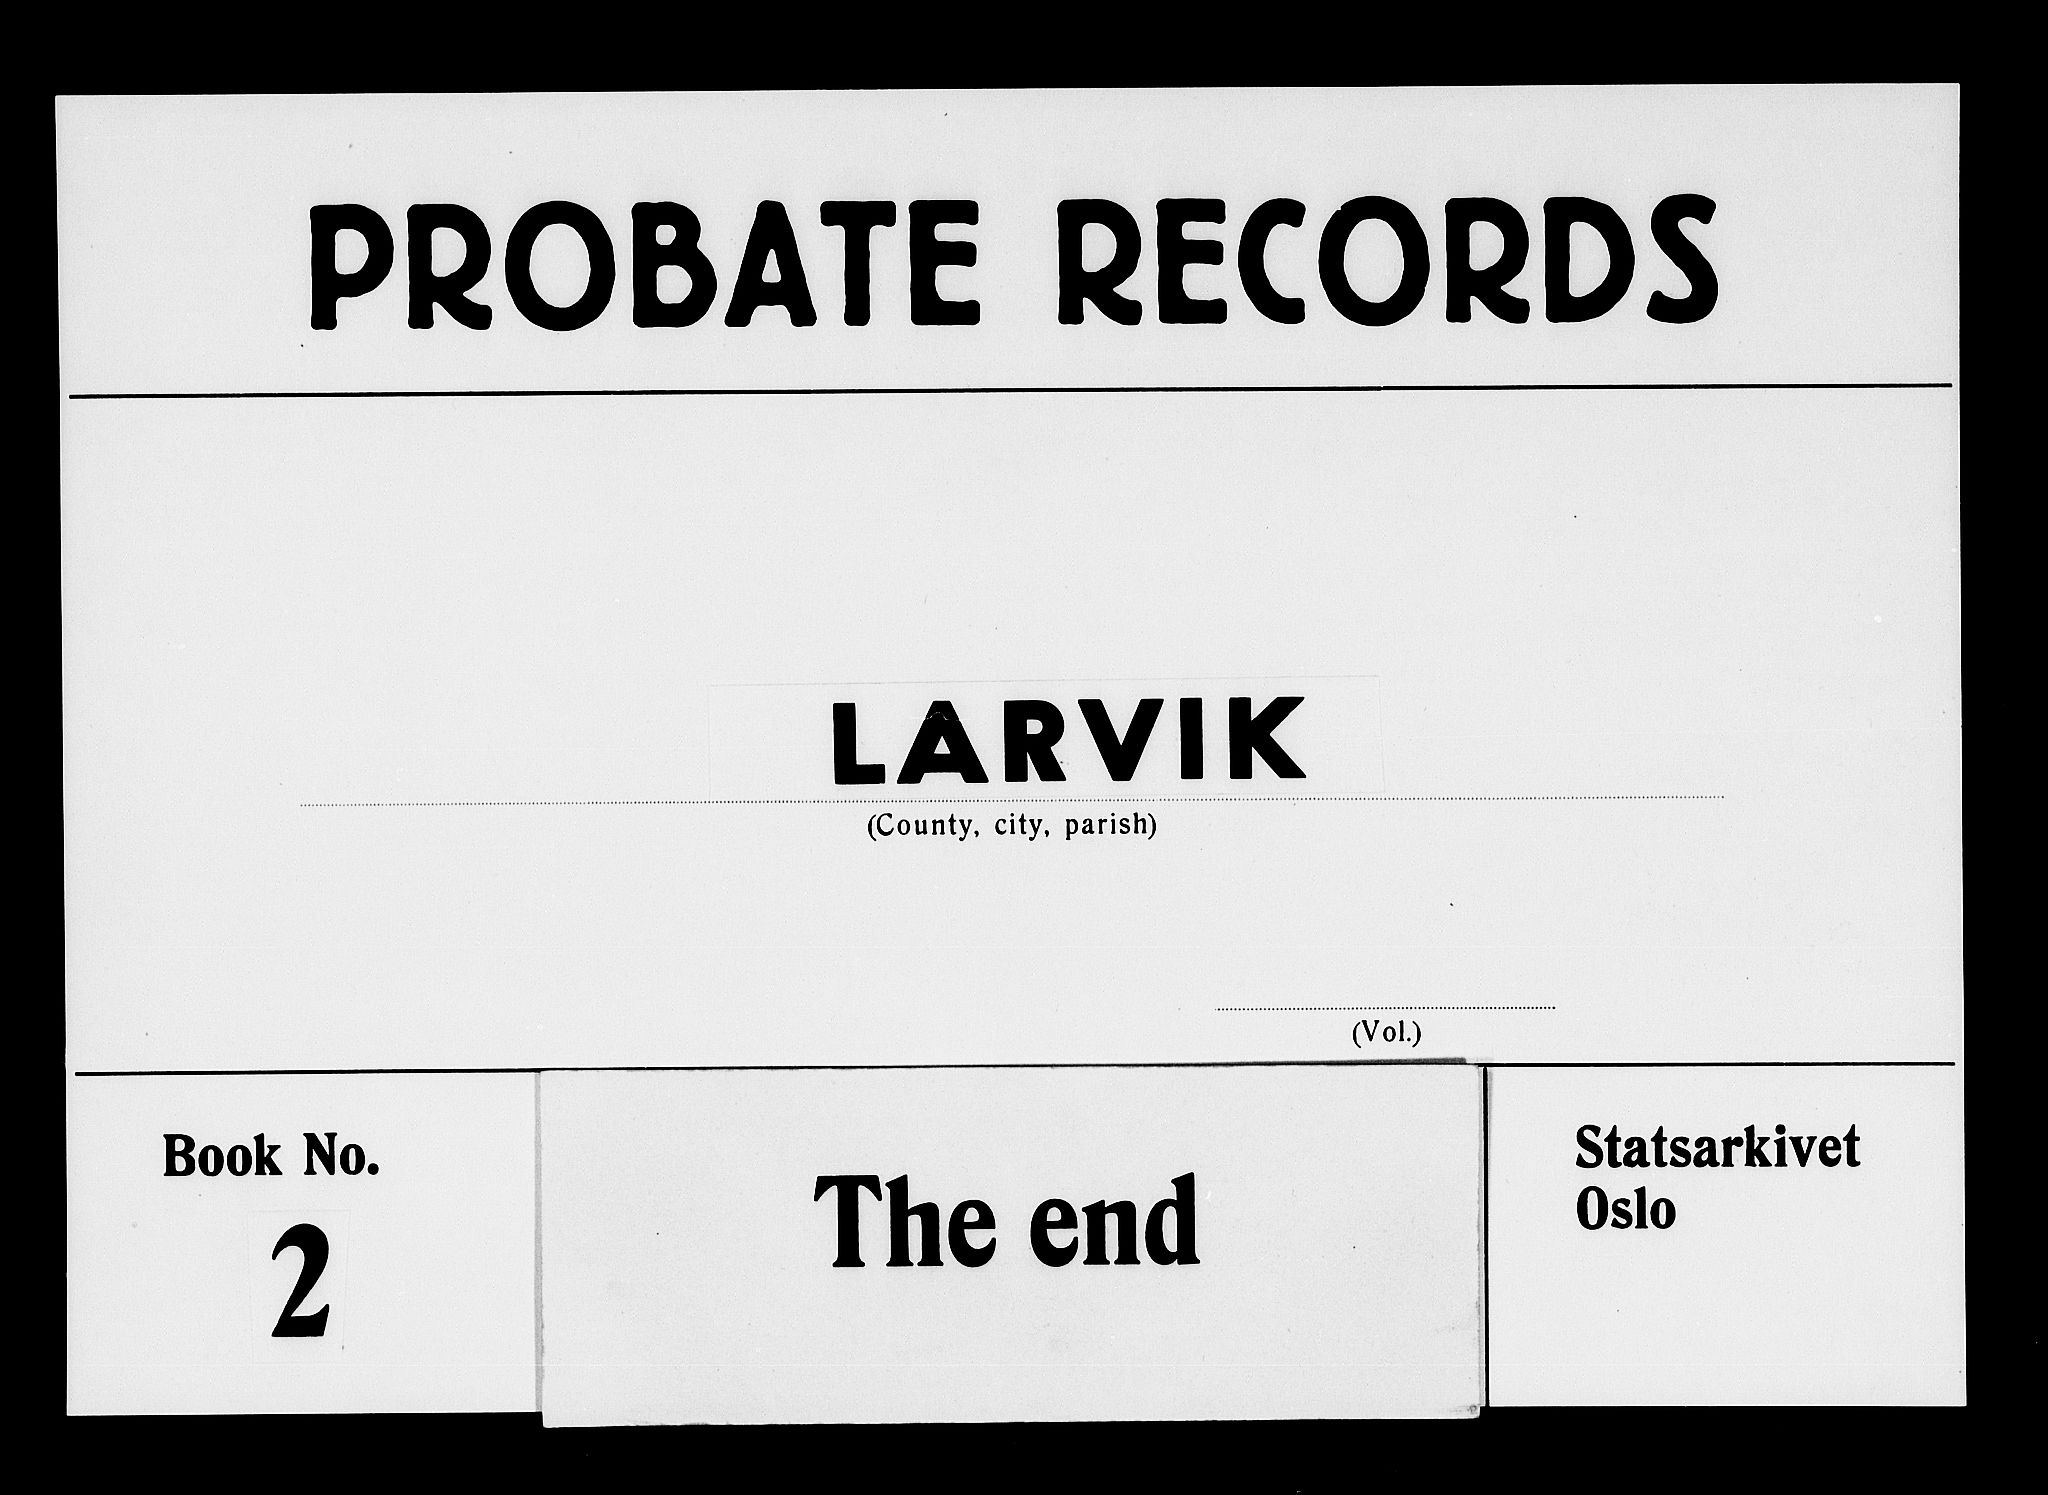 PROBATE RECORDS
LARVIK
(County, city, parish)
(Vol.)
Book No.
2
The end
Statsarkivet
Oslo